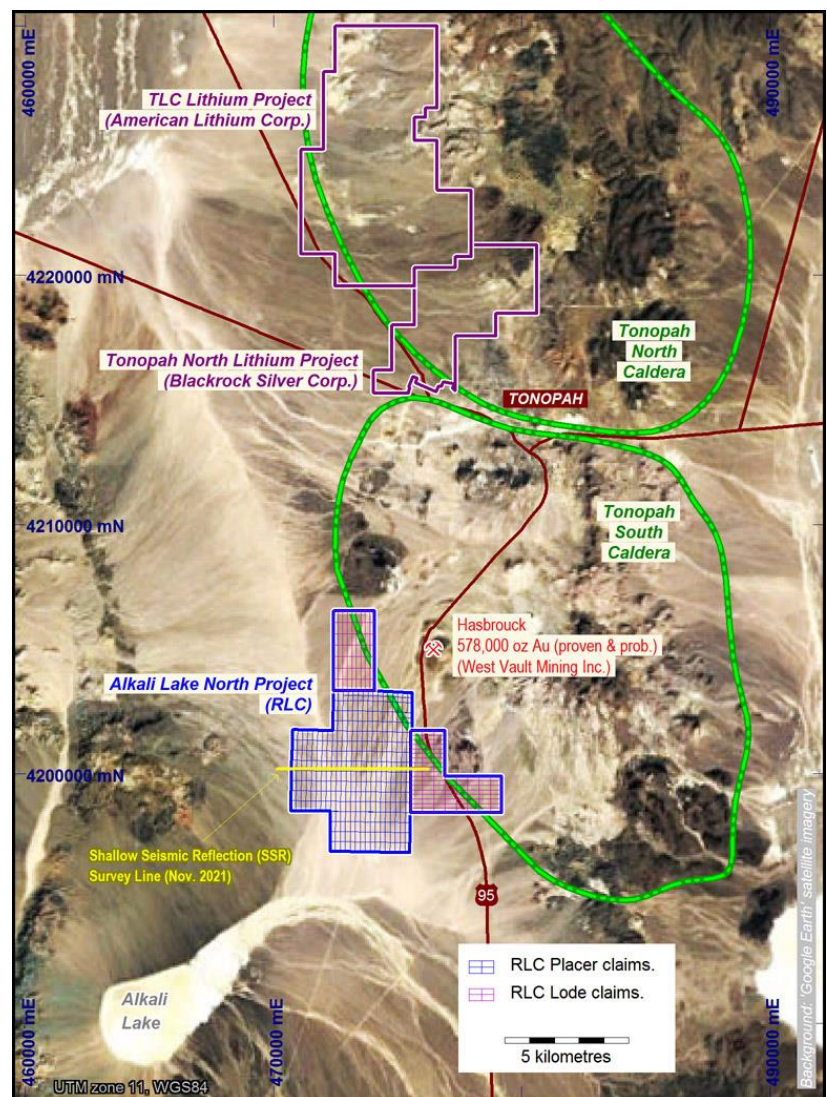 460000 mE
490000 mE
TLC Lithium Project
(American Lithium Corp.)
4220000 mN
Tonopah
North
Caldera
Tonopah North Lithium Project
(Blackrock Silver Corp.)
TONOPAH
4210000 mN
Tonopah
South
Caldera
Hasbrouck
578,000 oz Au (proven & prob.)
(West Vault Mining Inc.)
Alkali Lake North Project
(RLC)
4200000 mN
Shallow Seismic Reflection (SSR)
Survey Line (Nov. 2021)
95
RLC Placer claims.
RLC Lode claims.
5 kilometres
Alkali
Lake
460000 mE
470000 mE
490000 mE
Background: 'Google Earth' satellite imagery
UTM zone 11, WGS84